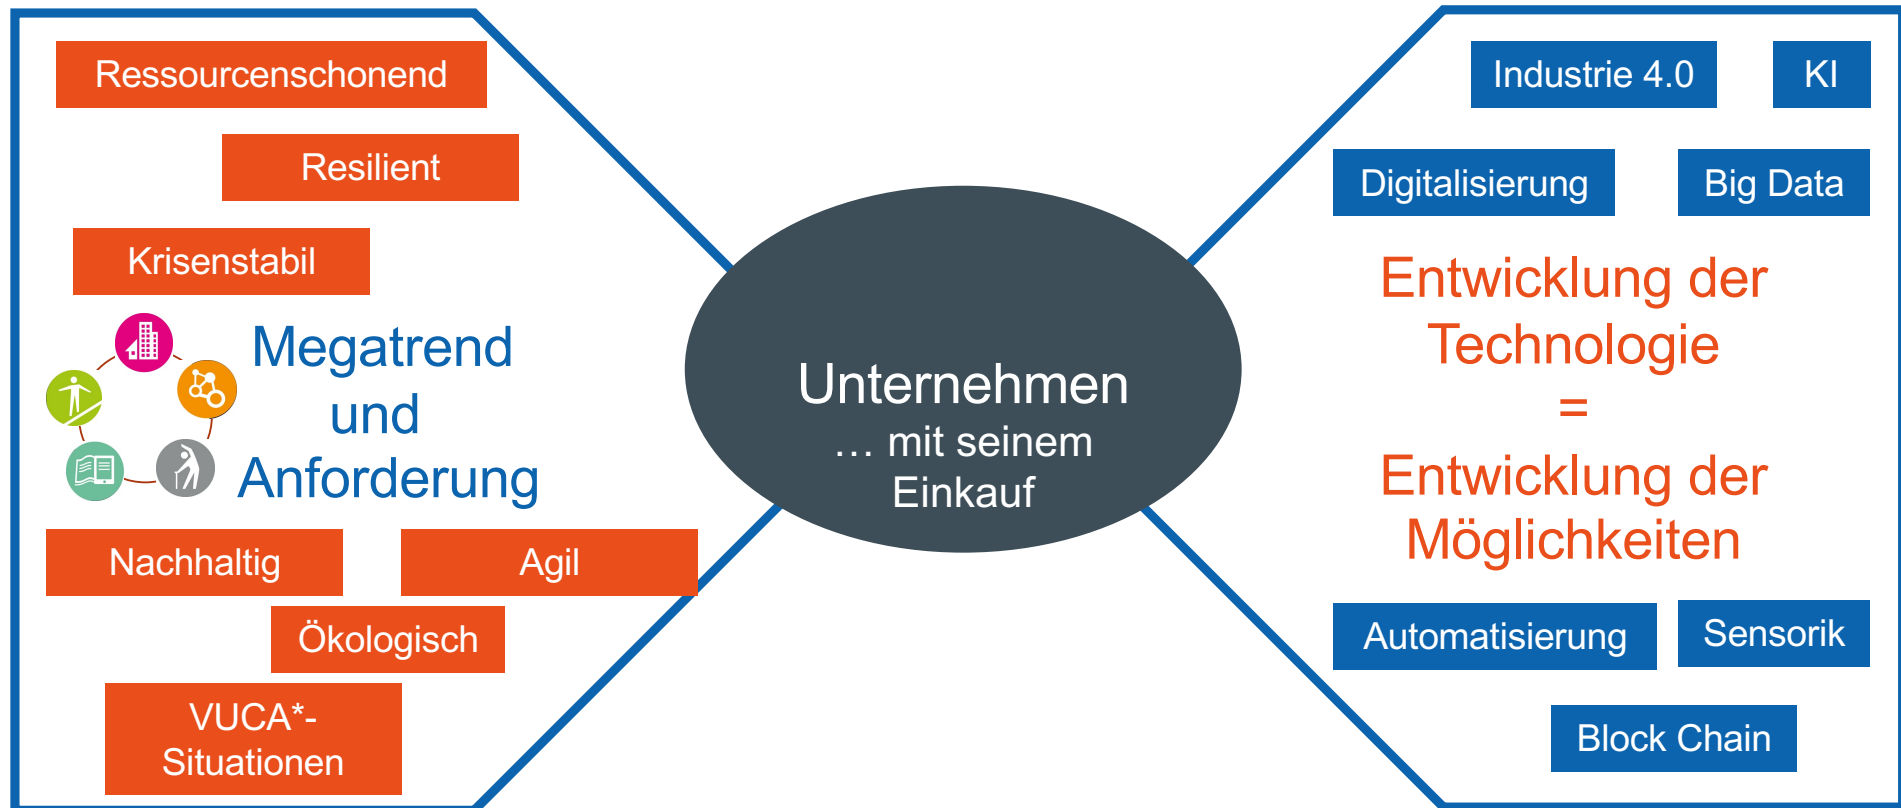 Ressourcenschonend
Resilient
Krisenstabil
Megatrend
und
Anforderung
Nachhaltig
Agil
Ökologisch
VUCA*-
Situationen
Unternehmen
… mit seinem
Einkauf
Industrie 4.0
KI
Digitalisierung
Big Data
Entwicklung der
Technologie
=
Entwicklung der
Möglichkeiten
Automatisierung
Sensorik
Block Chain